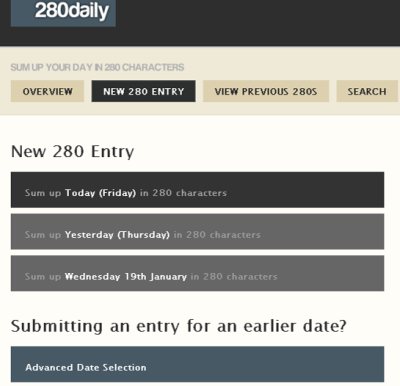 280daily
SUM UP YOUR DAY IN 280 CHARACTERS
OVERVIEW NEW 280 ENTRY VIEW PREVIOUS 280S SEARCH
New 280 Entry
Sum up Today (Friday) in 280 characters
Sum up Yesterday (Thursday) in 280 characters
Sum up Wednesday 19th January in 280 characters
Submitting an entry for an earlier date?
Advanced Date Selection